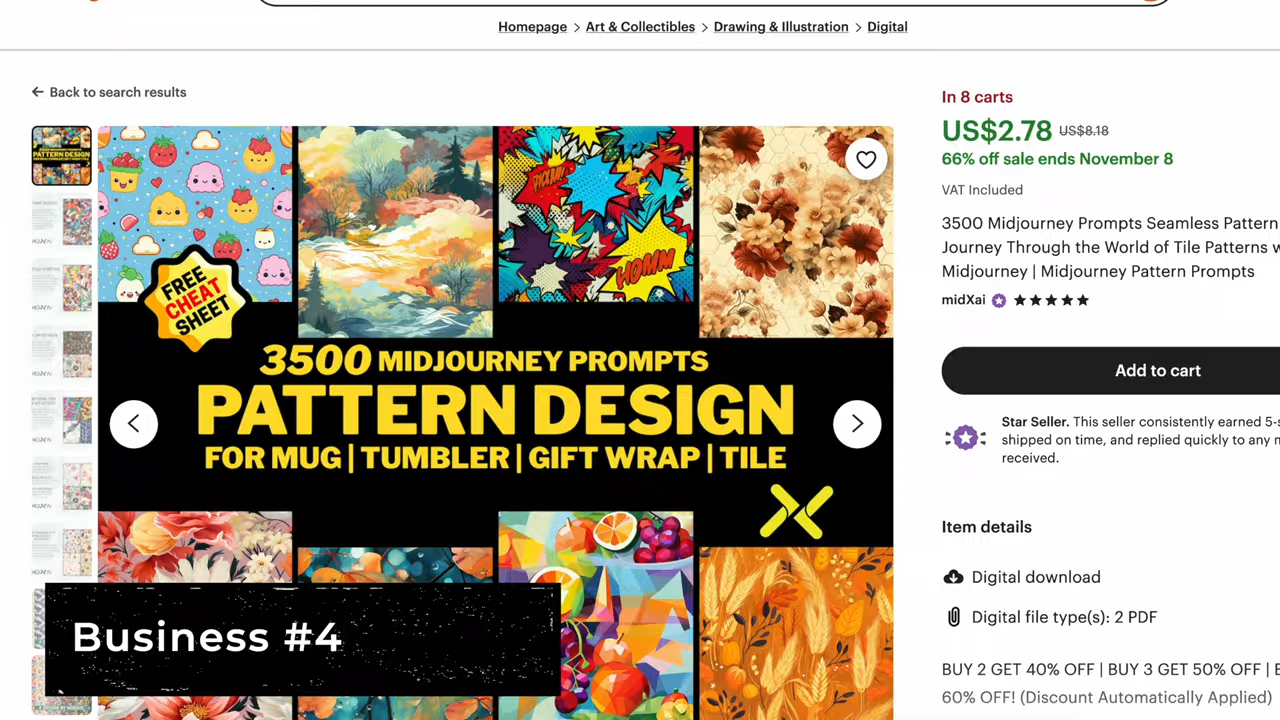 Homepage > Art & Collectibles > Drawing & Illustration > Digital
← Back to search results
In 8 carts
US$2.78 US$8.18
66% off sale ends November 8
VAT Included
3500 Midjourney Prompts Seamless Pattern
Journey Through the World of Tile Patterns w
Midjourney | Midjourney Pattern Prompts
midXai
Add to cart
Star Seller. This seller consistently earned 5-s
shipped on time, and replied quickly to any m
received.
Item details
Digital download
Digital file type(s): 2 PDF
BUY 2 GET 40% OFF | BUY 3 GET 50% OFF |
60% OFF! (Discount Automatically Applied)
FREE
CHEAT
SHEET
3500 MIDJOURNEY PROMPTS
PATTERN DESIGN
FOR MUG | TUMBLER | GIFT WRAP | TILE
Business #4